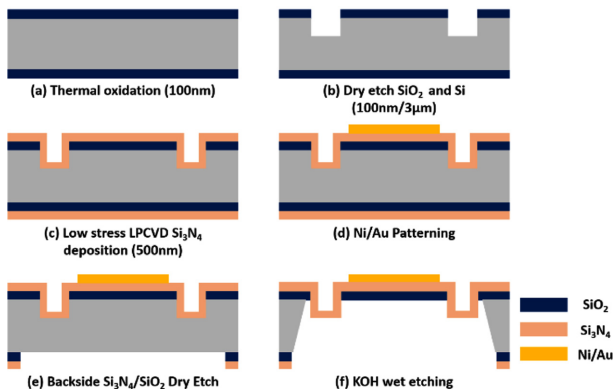 (a) Thermal oxidation (100nm)
(b) Dry etch SiO₂ and Si
(100nm/3μm)
(c) Low stress LPCVD Si₃N₄
deposition (500nm)
(d) Ni/Au Patterning
(e) Backside Si₃N₄/SiO₂ Dry Etch
(f) KOH wet etching
SiO₂
Si₃N₄
Ni/Au